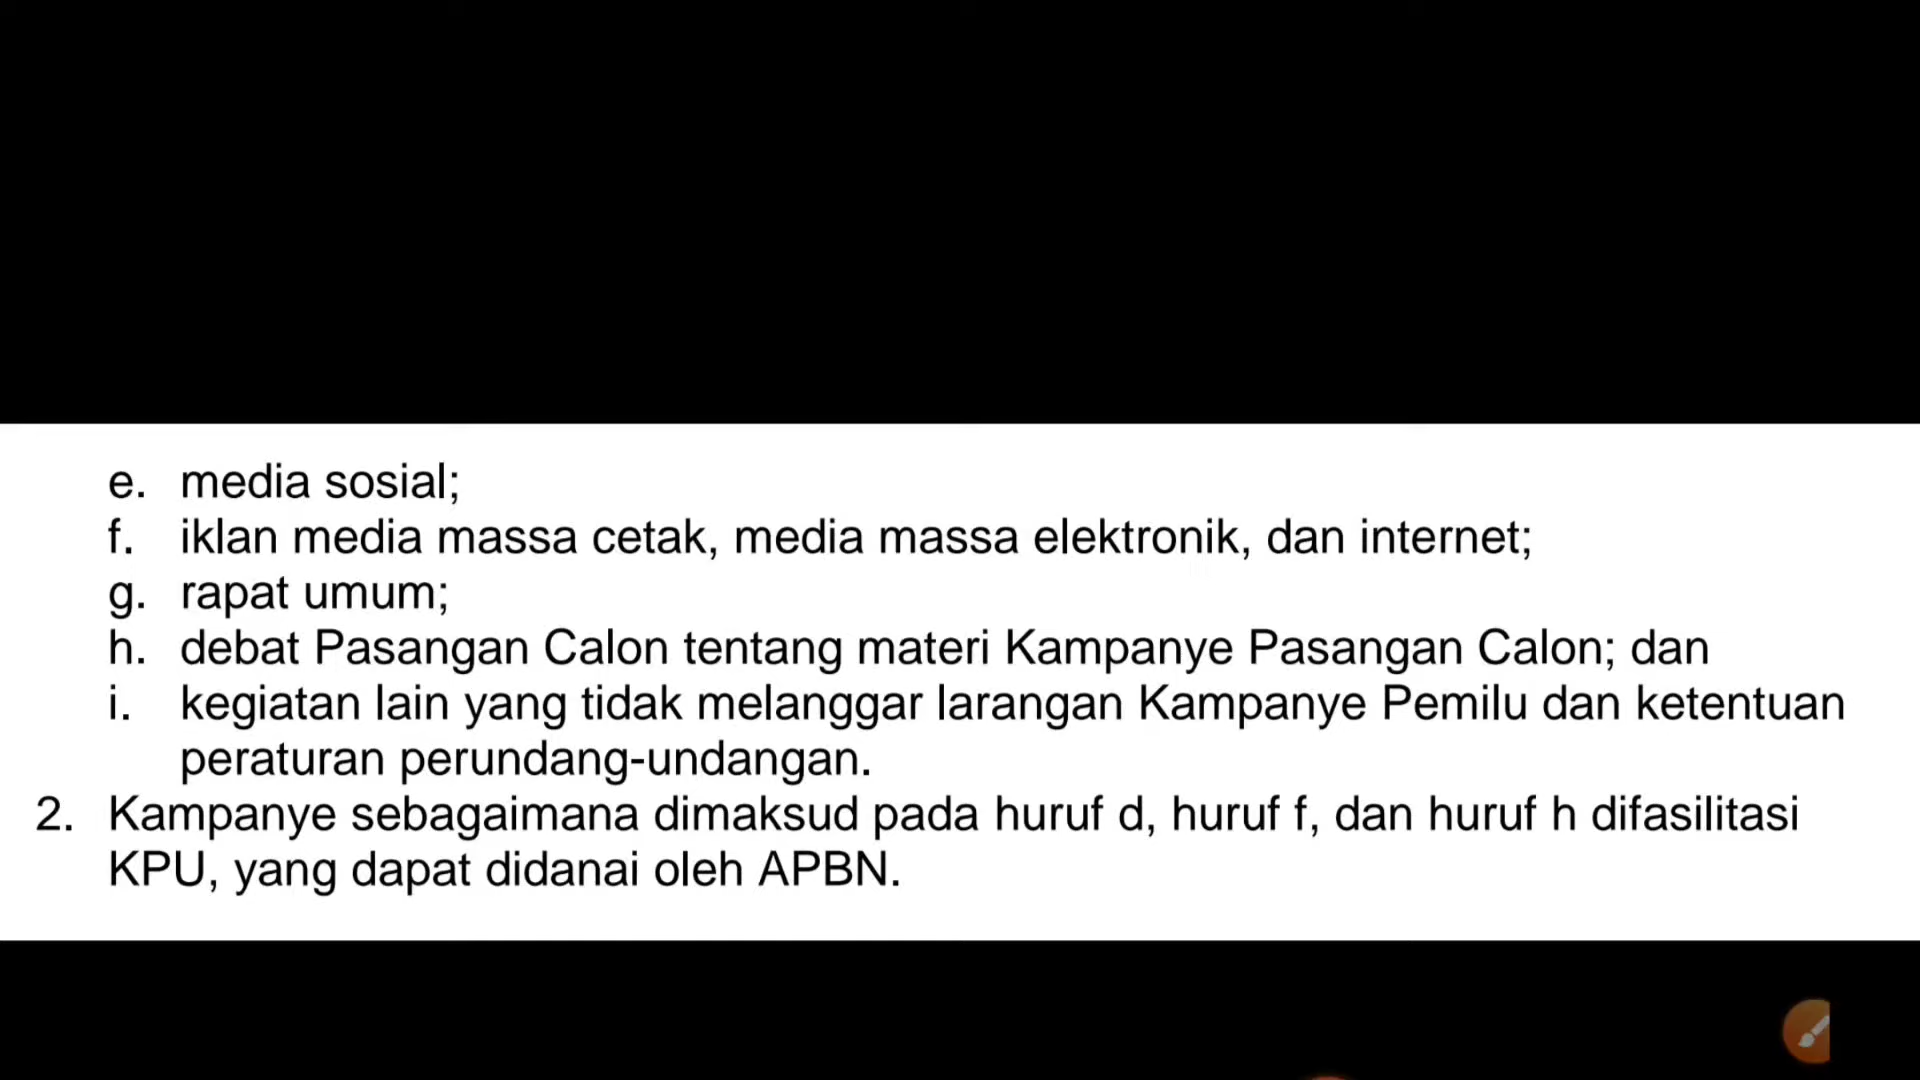 e. media sosial;
f. iklan media massa cetak, media massa elektronik, dan internet;
g. rapat umum;
h. debat Pasangan Calon tentang materi Kampanye Pasangan Calon; dan
i. kegiatan lain yang tidak melanggar larangan Kampanye Pemilu dan ketentuan
peraturan perundang-undangan.
2. Kampanye sebagaimana dimaksud pada huruf d, huruf f, dan huruf h difasilitasi
KPU, yang dapat didanai oleh APBN.